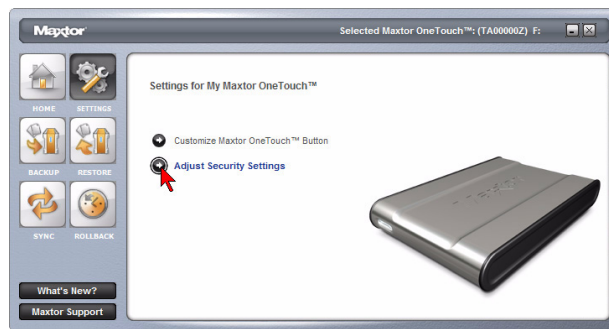 Maxtor
Selected Maxtor OneTouch™: (TA00000Z) F:
HOME
SETTINGS
BACKUP
RESTORE
SYNC
ROLLBACK
What's New?
Maxtor Support
Settings for My Maxtor OneTouch™
Customize Maxtor OneTouch™ Button
Adjust Security Settings